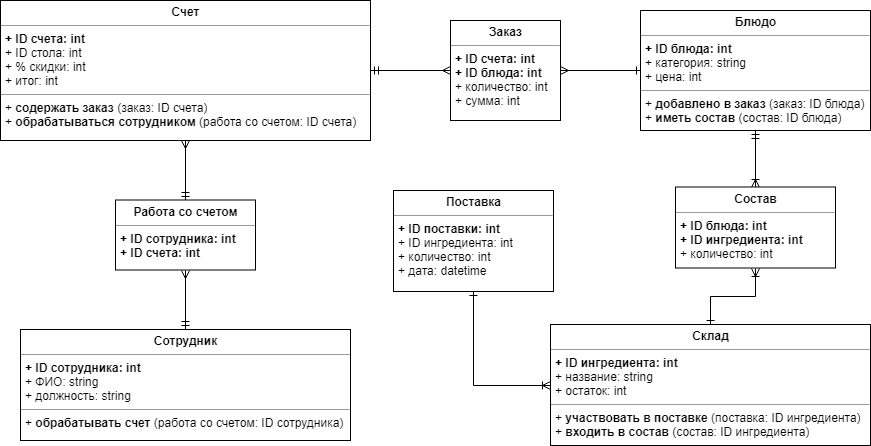 Счет
+ ID счета: int
+ ID стола: int
+ % скидки: int
+ итог: int
+ содержать заказ (заказ: ID счета)
+ обрабатываться сотрудником (работа со счетом: ID счета)
Заказ
+ ID счета: int
+ ID блюда: int
+ количество: int
+ сумма: int
Блюдо
+ ID блюда: int
+ категория: string
+ цена: int
+ добавлено в заказ (заказ: ID блюда)
+ иметь состав (состав: ID блюда)
Работа со счетом
+ ID сотрудника: int
+ ID счета: int
Поставка
+ ID поставки: int
+ ID ингредиента: int
+ количество: int
+ дата: datetime
Состав
+ ID блюда: int
+ ID ингредиента: int
+ количество: int
Сотрудник
+ ID сотрудника: int
+ ФИО: string
+ должность: string
+ обрабатывать счет (работа со счетом: ID сотрудника)
Склад
+ ID ингредиента: int
+ название: string
+ остаток: int
+ участвовать в поставке (поставка: ID ингредиента)
+ входить в состав (состав: ID ингредиента)